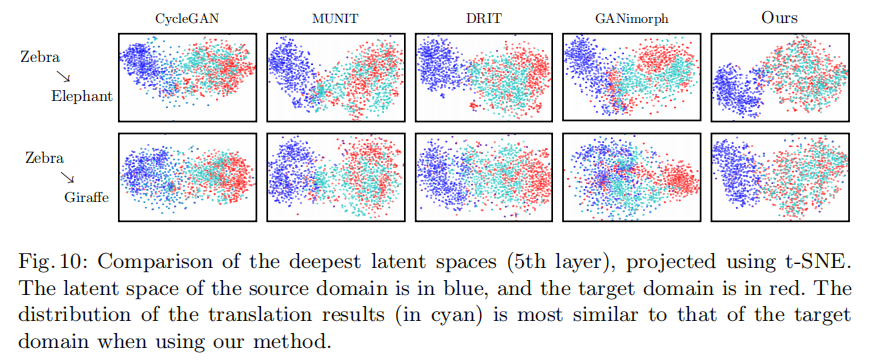 CycleGAN MUNIT DRIT GANimorph Ours
Zebra
↘
Elephant
Zebra
↘
Giraffe
Fig. 10: Comparison of the deepest latent spaces (5th layer), projected using t-SNE.
The latent space of the source domain is in blue, and the target domain is in red. The
distribution of the translation results (in cyan) is most similar to that of the target
domain when using our method.